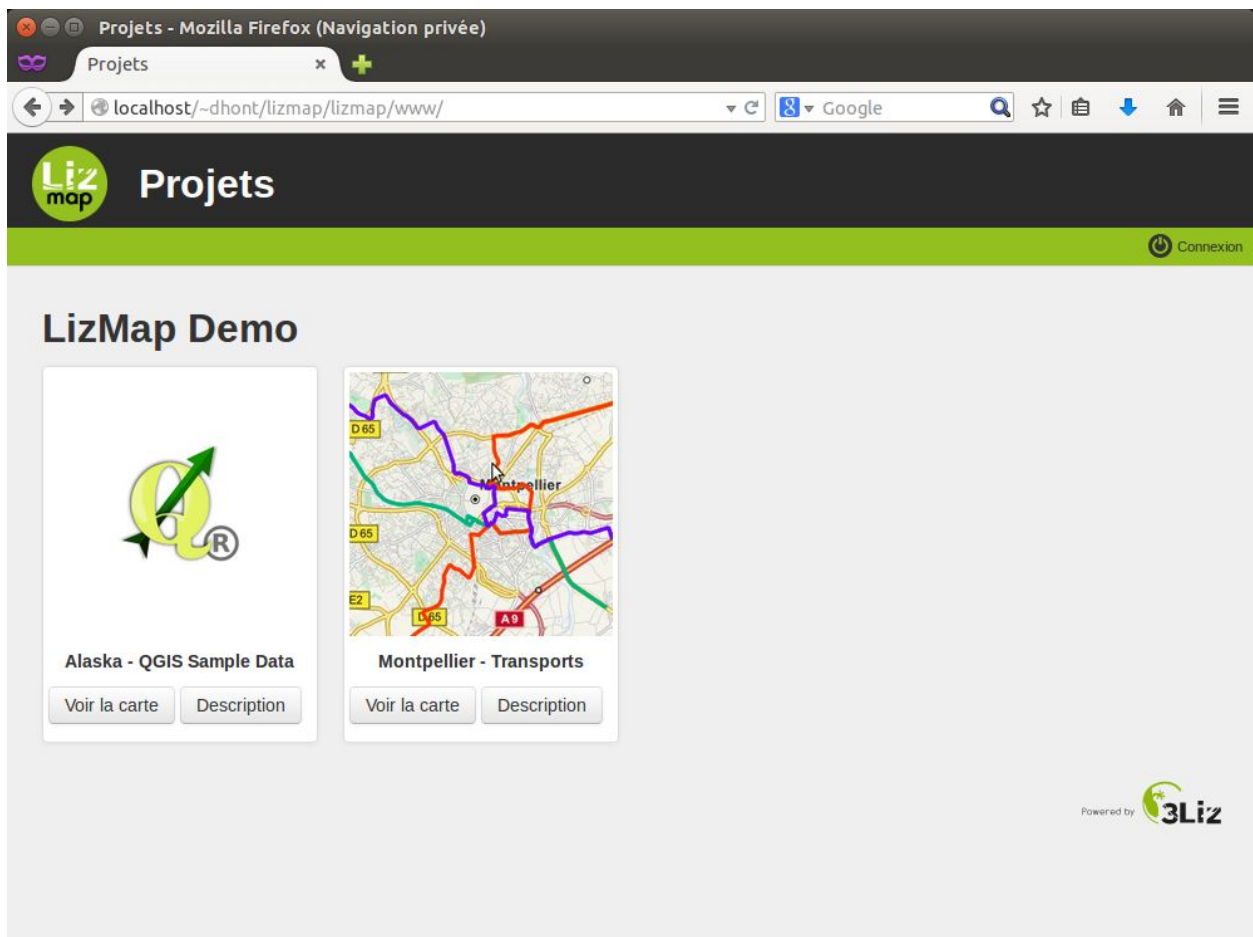 Projets - Mozilla Firefox (Navigation privée)
Projets
localhost/~dhont/lizmap/lizmap/www/
Google
Liz
map
Projets
Connexion
LizMap Demo
D 65
Montpellier
D 65
E2
D 65
A 9
Alaska - QGIS Sample Data
Montpellier - Transports
Voir la carte
Description
Voir la carte
Description
Powered by
3Liz